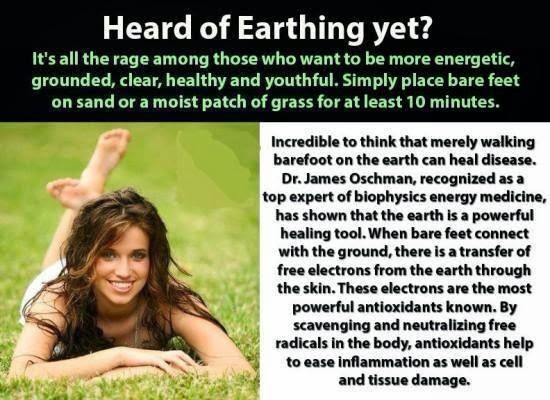 Heard of Earthing yet?
It's all the rage among those who want to be more energetic,
grounded, clear, healthy and youthful. Simply place bare feet
on sand or a moist patch of grass for at least 10 minutes.
Incredible to think that merely walking
barefoot on the earth can heal disease.
Dr. James Oschman, recognized as a
top expert of biophysics energy medicine,
has shown that the earth is a powerful
healing tool. When bare feet connect
with the ground, there is a transfer of
free electrons from the earth through
the skin. These electrons are the most
powerful antioxidants known. By
scavenging and neutralizing free
radicals in the body, antioxidants help
to ease inflammation as well as cell
and tissue damage.